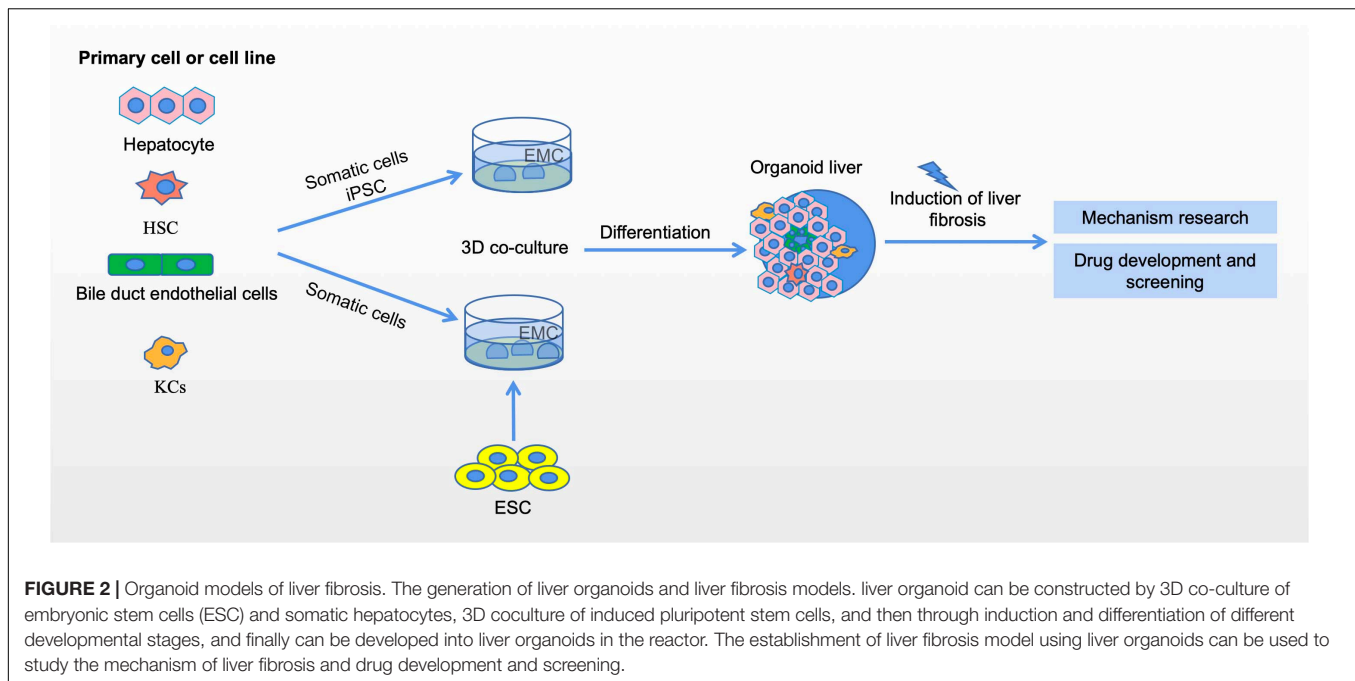 Primary cell or cell line
Hepatocyte
HSC
Bile duct endothelial cells
KCs
Somatic cells
iPSC
Somatic cells
EMC
3D co-culture
EMC
ESC
Differentiation
Organoid liver
Induction of liver
fibrosis
Mechanism research
Drug development and
screening
FIGURE 2 | Organoid models of liver fibrosis. The generation of liver organoids and liver fibrosis models. liver organoid can be constructed by 3D co-culture of
embryonic stem cells (ESC) and somatic hepatocytes, 3D coculture of induced pluripotent stem cells, and then through induction and differentiation of different
developmental stages, and finally can be developed into liver organoids in the reactor. The establishment of liver fibrosis model using liver organoids can be used to
study the mechanism of liver fibrosis and drug development and screening.